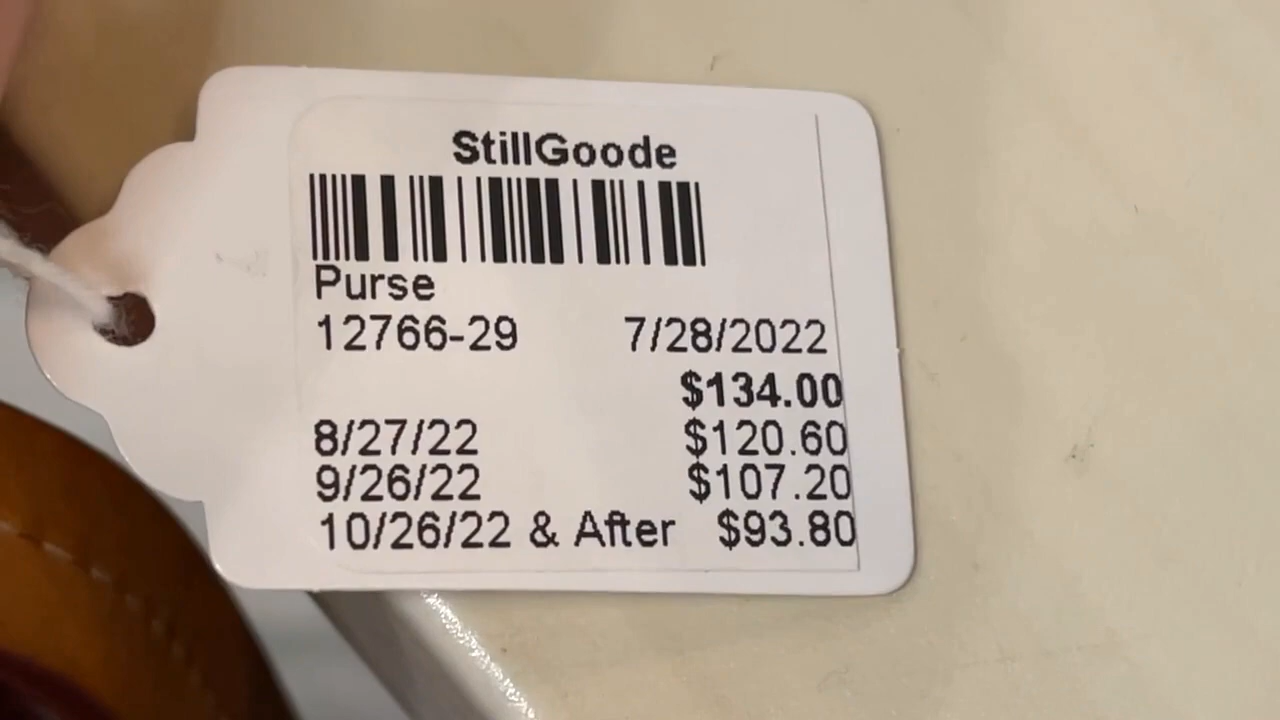 StillGoode
Purse
12766-29 7/28/2022
$134.00
8/27/22 $120.60
9/26/22 $107.20
10/26/22 & After $93.80